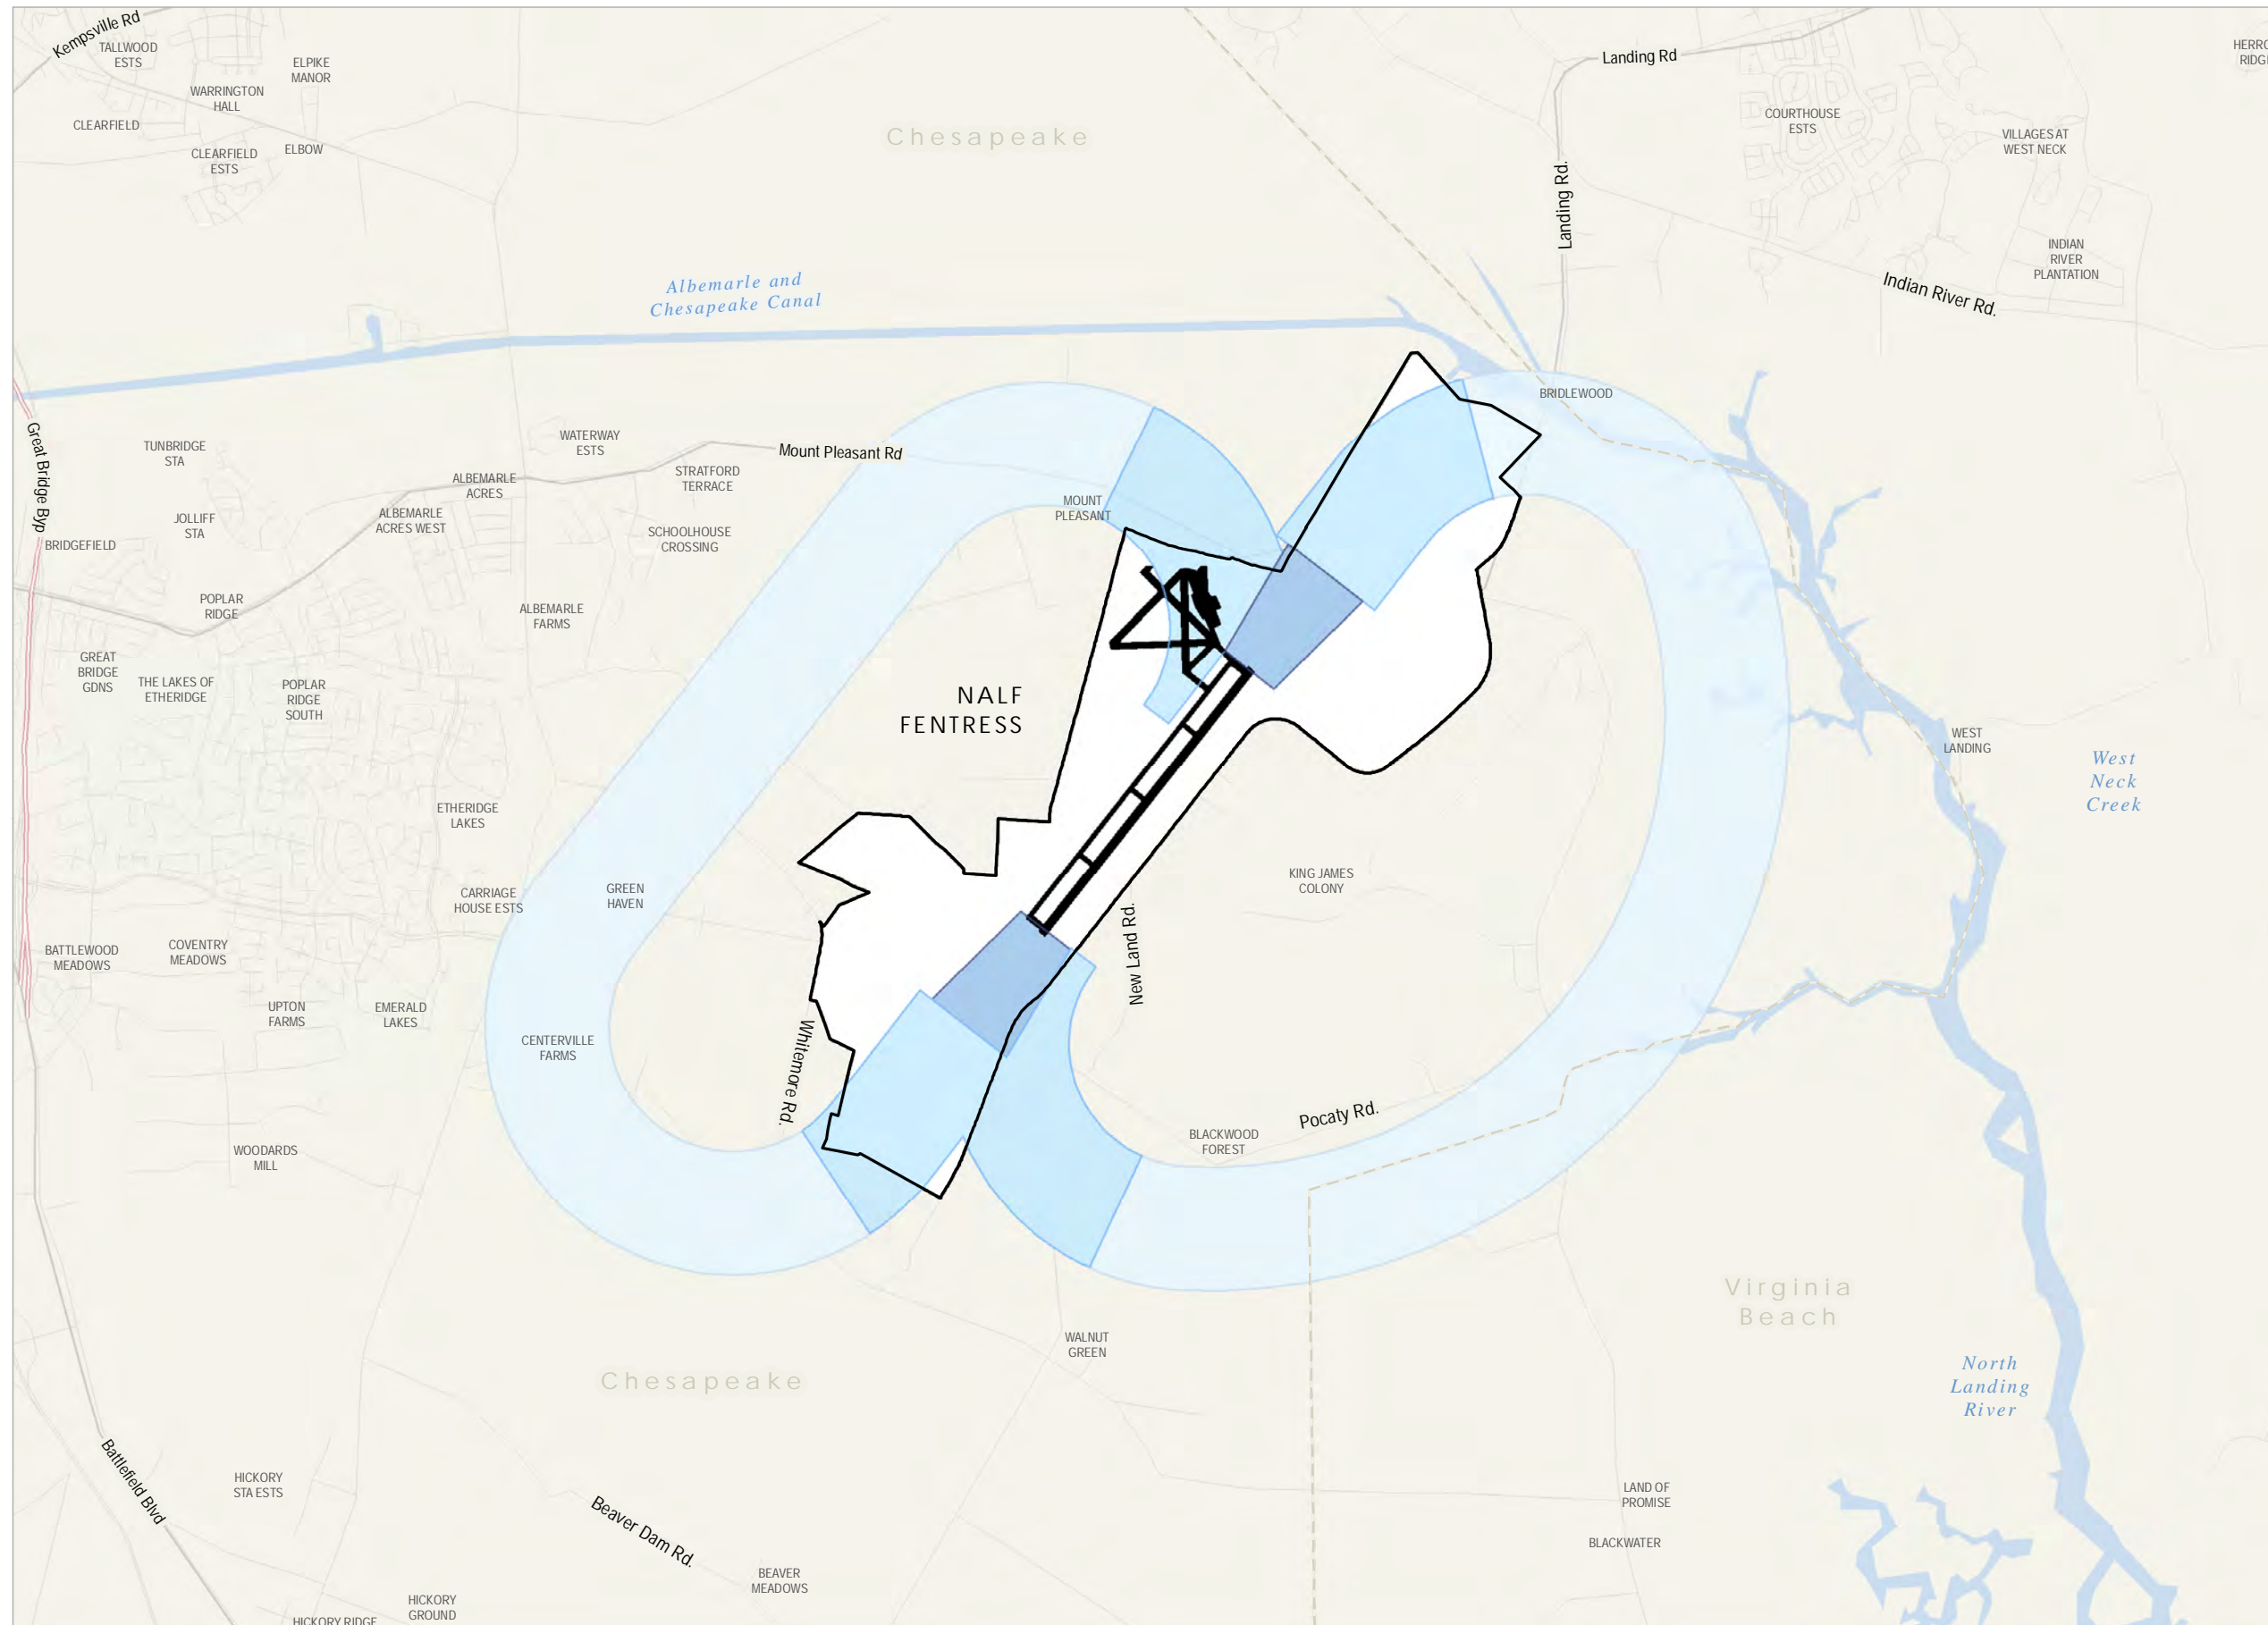 Kempsville Rd
TALLWOOD
ESTS
ELPIKE
MANOR
WARRINGTON
HALL
CLEARFIELD
CLEARFIELD
ESTS
ELBOW
Chesapeake
Landing Rd
COURTHOUSE
ESTS
VILLAGES AT
WEST NECK
Landing Rd.
INDIAN
RIVER
PLANTATION
Indian River Rd.
Albemarle and
Chesapeake Canal
BRIDLEWOOD
Great Bridge Byp
TUNBRIDGE
STA
WATERWAY
ESTS
Mount Pleasant Rd
ALBEMARLE
ACRES
STRATFORD
TERRACE
MOUNT
PLEASANT
JOLLIFF
STA
ALBEMARLE
ACRES WEST
SCHOOLHOUSE
CROSSING
BRIDGEFIELD
POPLAR
RIDGE
ALBEMARLE
FARMS
GREAT
BRIDGE
GDNS
THE LAKES OF
ETHERIDGE
POPLAR
RIDGE
SOUTH
NALF
FENTRESS
WEST
LANDING
West
Neck
Creek
ETHERIDGE
LAKES
CARRIAGE
HOUSE ESTS
GREEN
HAVEN
KING JAMES
COLONY
New Land Rd.
BATTLEWOOD
MEADOWS
COVENTRY
MEADOWS
UPTON
FARMS
EMERALD
LAKES
CENTERVILLE
FARMS
Whitemore Rd.
Pocaty Rd.
BLACKWOOD
FOREST
WOODARDS
MILL
Virginia
Beach
WALNUT
GREEN
Chesapeake
North
Landing
River
Battlefield Blvd
HICKORY
STA ESTS
Beaver Dam Rd.
LAND OF
PROMISE
BLACKWATER
BEAVER
MEADOWS
HICKORY
GROUND
HICKORY RIDGE